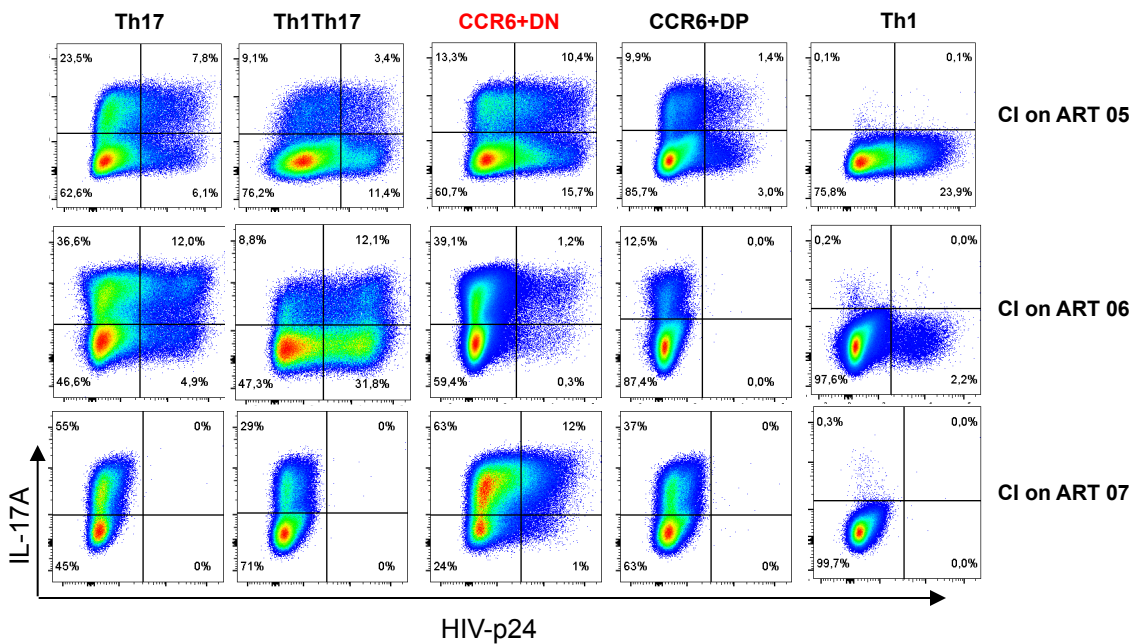 Th17 Th1Th17 CCR6+DN CCR6+DP Th1
23,5% 7,8% 9,1% 3,4% 13,3% 10,4% 9,9% 1,4% 0,1% 0,1%
CI on ART 05
62,6% 6,1% 76,2% 11,4% 60,7% 15,7% 85,7% 3,0% 75,8% 23,9%
36,6% 12,0% 8,8% 12,1% 39,1% 1,2% 12,5% 0,0% 0,2% 0,0%
CI on ART 06
46,6% 4,9% 47,3% 31,8% 59,4% 0,3% 87,4% 0,0% 97,6% 2,2%
55% 0% 29% 0% 63% 12% 37% 0% 0,3% 0,0%
CI on ART 07
45% 0% 71% 0% 24% 1% 63% 0% 99,7% 0,0%
IL-17A
HIV-p24